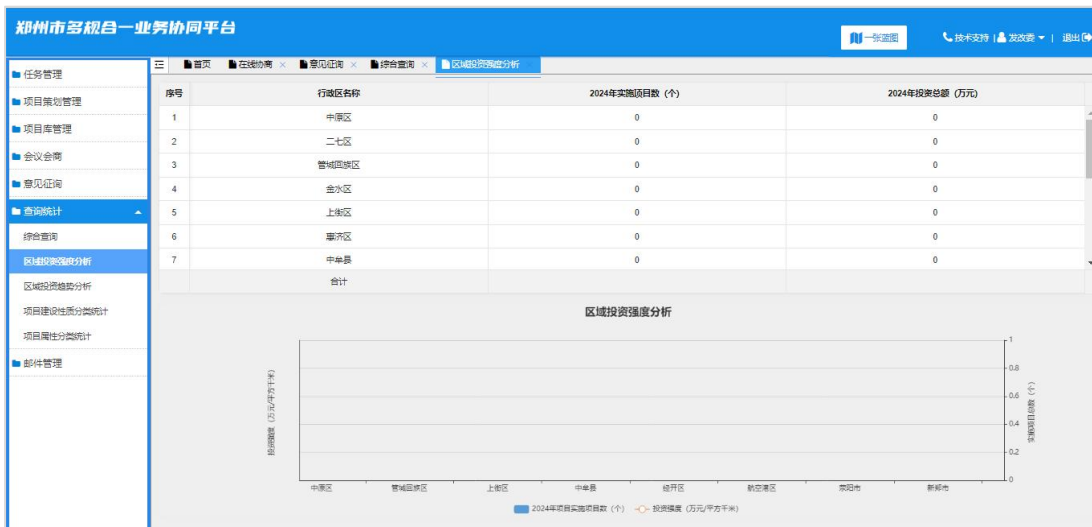 郑州市多规合一业务协同平台
一张蓝图 技术支持 | 发改委 | 退出
首页 在线协商 × 意见征询 × 综合查询 × 区域投资强度分析 ×
任务管理
项目策划管理
项目库管理
会议会商
意见征询
查询统计
综合查询
区域投资强度分析
区域投资趋势分析
项目建设性质分类统计
项目属性分类统计
邮件管理
序号 行政区名称 2024年实施项目数（个） 2024年投资总额（万元）
1 中原区 0 0
2 二七区 0 0
3 管城回族区 0 0
4 金水区 0 0
5 上街区 0 0
6 惠济区 0 0
7 中牟县 0 0
合计
区域投资强度分析
投资强度（万元/平方千米）
1
0.8
0.6
0.4
0.2
0
实施项目总数（个）
中原区 管城回族区 上街区 中牟县 经开区 航空港区 荥阳市 新郑市
2024年项目实施项目数（个） 投资强度（万元/平方千米）